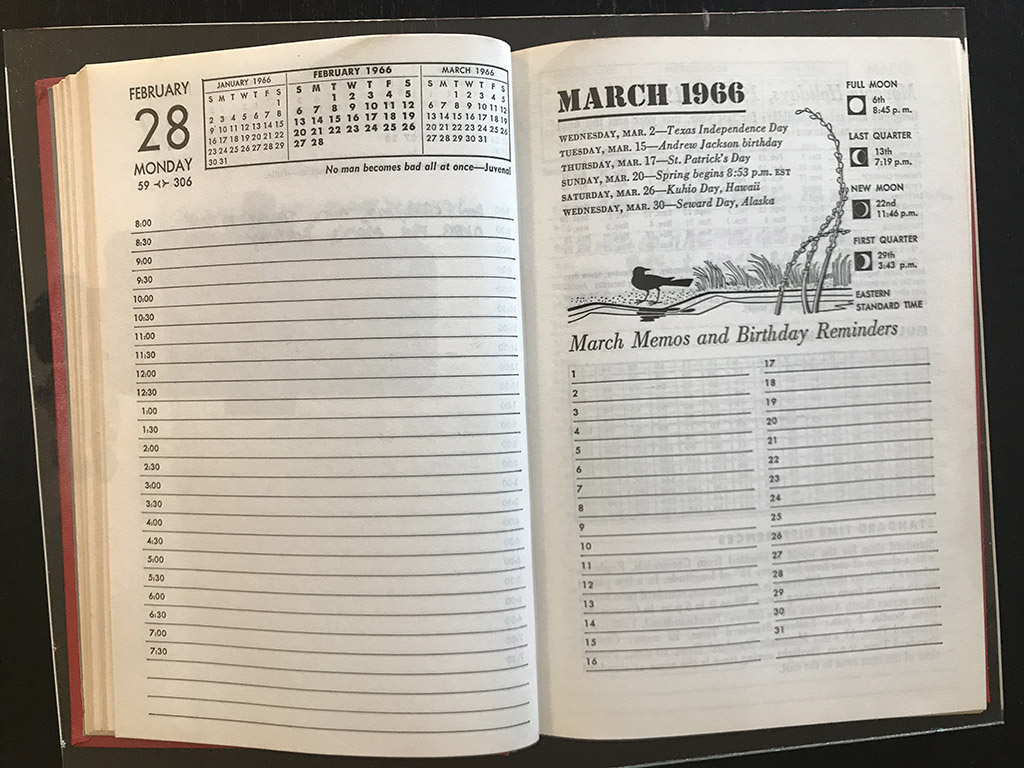 FEBRUARY
28
MONDAY
59 306
JANUARY 1966
S M T W T F S
1
2 3 4 5 6 7 8
9 10 11 12 13 14 15
16 17 18 19 20 21 22
23 24 25 26 27 28 29
30 31
FEBRUARY 1966
S M T W T F S
1 2 3 4 5
6 7 8 9 10 11 12
13 14 15 16 17 18 19
20 21 22 23 24 25 26
27 28
MARCH 1966
S M T W T F S
1 2 3 4 5
6 7 8 9 10 11 12
13 14 15 16 17 18 19
20 21 22 23 24 25 26
27 28 29 30 31
No man becomes bad all at once—Juvenal
8:00
8:30
9:00
9:30
10:00
10:30
11:00
11:30
12:00
12:30
1:00
1:30
2:00
2:30
3:00
3:30
4:00
4:30
5:00
5:30
6:00
6:30
7:00
7:30
MARCH 1966
WEDNESDAY, MAR. 2—Texas Independence Day
TUESDAY, MAR. 15—Andrew Jackson birthday
THURSDAY, MAR. 17—St. Patrick's Day
SUNDAY, MAR. 20—Spring begins 8:53 p.m. EST
SATURDAY, MAR. 26—Kuhio Day, Hawaii
WEDNESDAY, MAR. 30—Seward Day, Alaska
FULL MOON
6th
8:45 p.m.
LAST QUARTER
13th
7:19 p.m.
NEW MOON
22nd
11:46 p.m.
FIRST QUARTER
29th
3:43 p.m.
EASTERN
STANDARD TIME
March Memos and Birthday Reminders
1
2
3
4
5
6
7
8
9
10
11
12
13
14
15
16
17
18
19
20
21
22
23
24
25
26
27
28
29
30
31